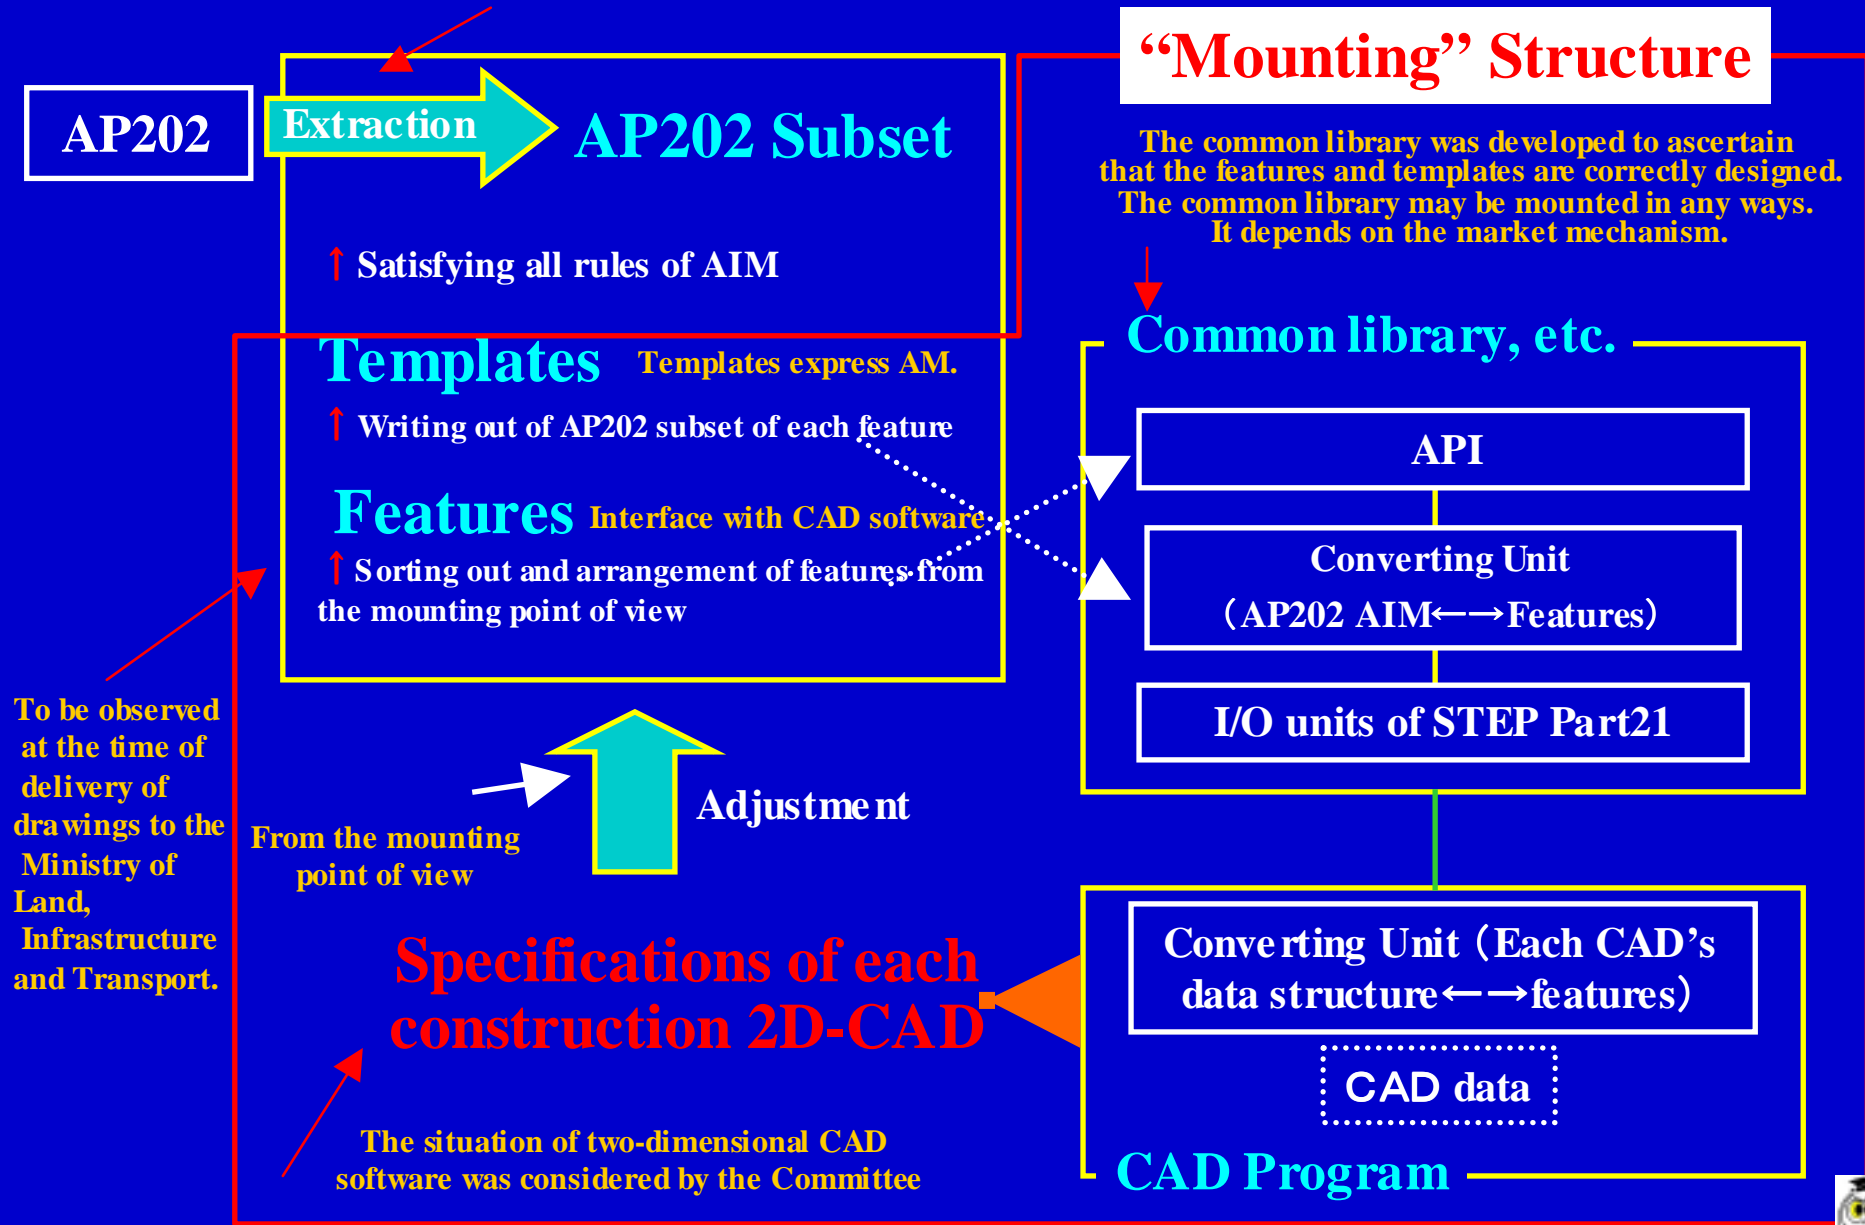 “Mounting” Structure
AP202
Extraction
AP202 Subset
↑ Satisfying all rules of AIM
Templates
Templates express AM.
↑ Writing out of AP202 subset of each feature
Features
Interface with CAD software
↑ Sorting out and arrangement of features from
the mounting point of view
The common library was developed to ascertain
that the features and templates are correctly designed.
The common library may be mounted in any ways.
It depends on the market mechanism.
Common library, etc.
API
Converting Unit
（AP202 AIM←→Features）
I/O units of STEP Part21
To be observed
at the time of
delivery of
drawings to the
Ministry of
Land,
Infrastructure
and Transport.
From the mounting
point of view
Adjustment
Specifications of each
construction 2D-CAD
The situation of two-dimensional CAD
software was considered by the Committee
Converting Unit（Each CAD’s
data structure←→features）
CAD data
CAD Program